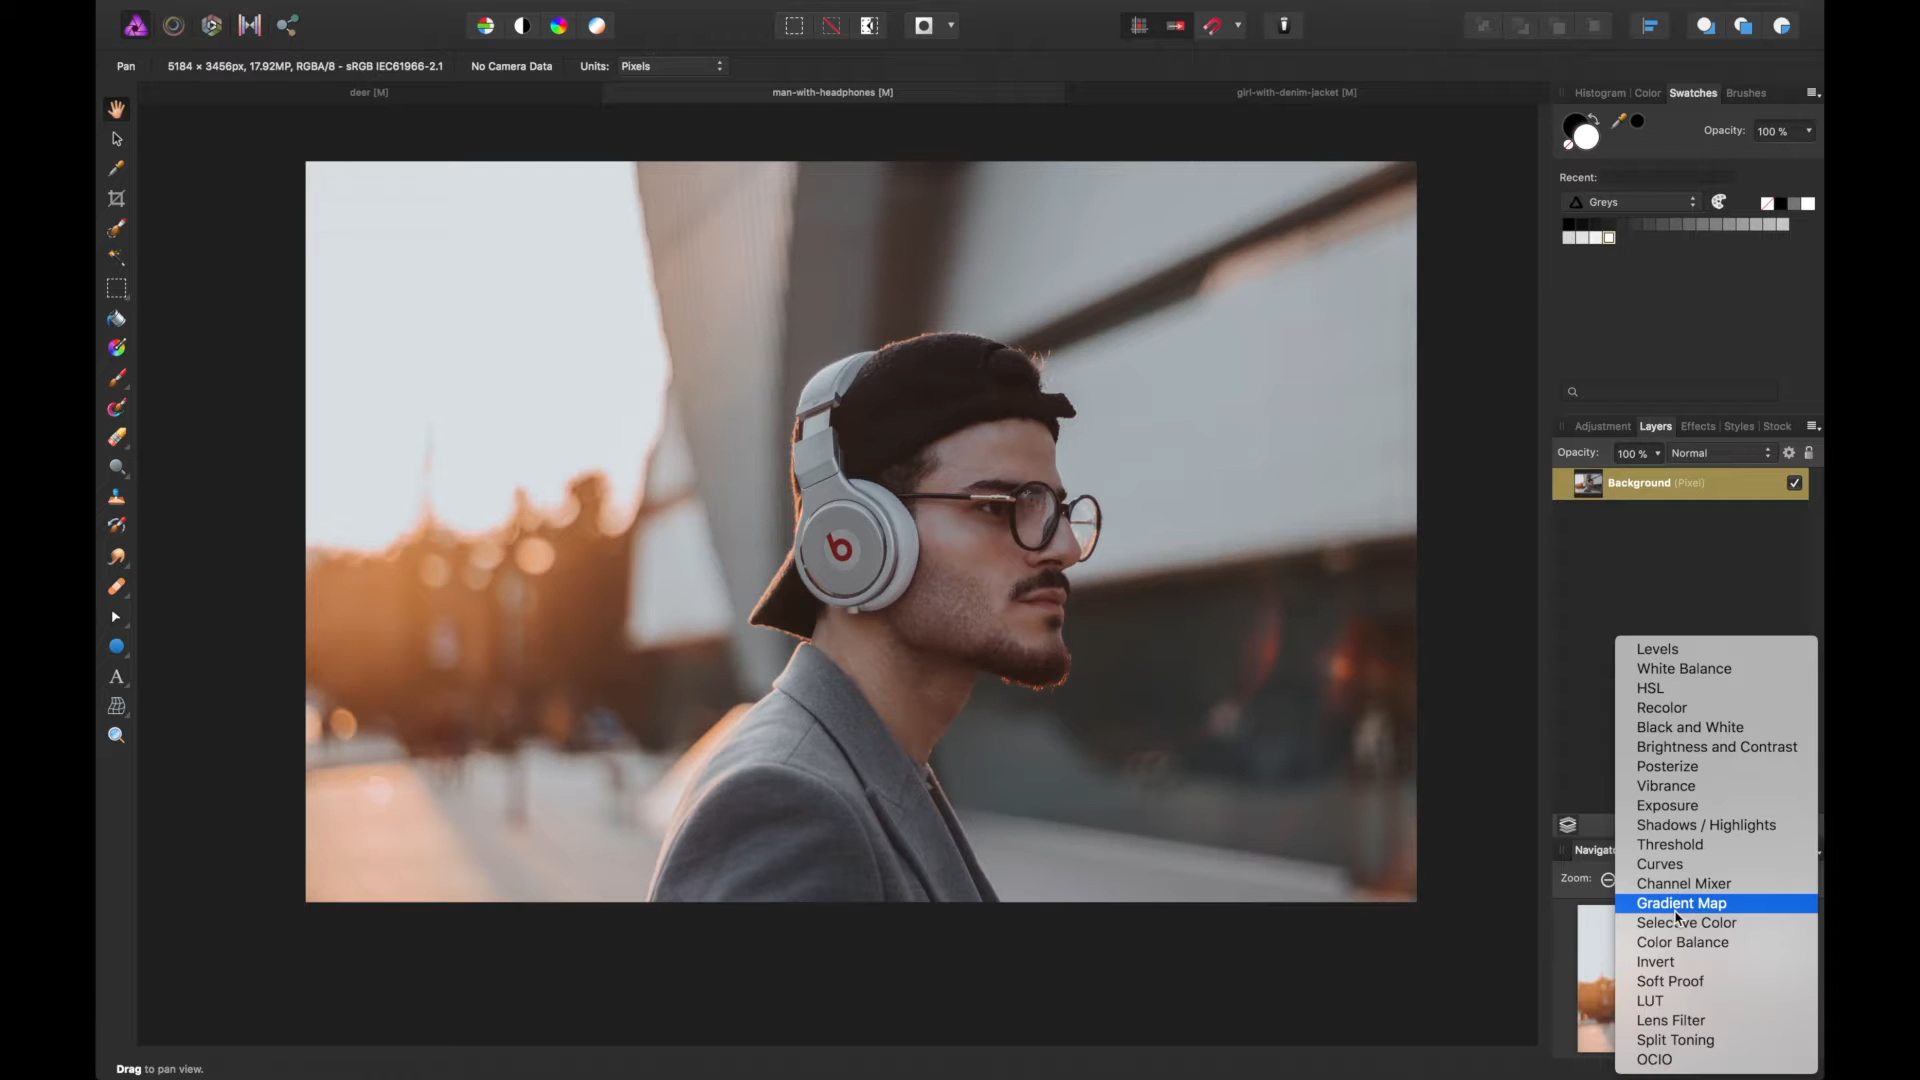 Pan 5184 × 3456px, 17.92MP, RGBA/8 - sRGB IEC61966-2.1 No Camera Data Units: Pixels
deer [M] man-with-headphones [M] girl-with-denim-jacket [M]
Histogram Color Swatches Brushes
Opacity: 100 %
Recent:
Greys
b
Adjustment Layers Effects Styles Stock
Opacity: 100 % Normal
Background (Pixel)
Levels
White Balance
HSL
Recolor
Black and White
Brightness and Contrast
Posterize
Vibrance
Exposure
Shadows / Highlights
Threshold
Curves
Channel Mixer
Gradient Map
Selective Color
Color Balance
Invert
Soft Proof
LUT
Lens Filter
Split Toning
OCIO
Zoom:
A
Drag to pan view.